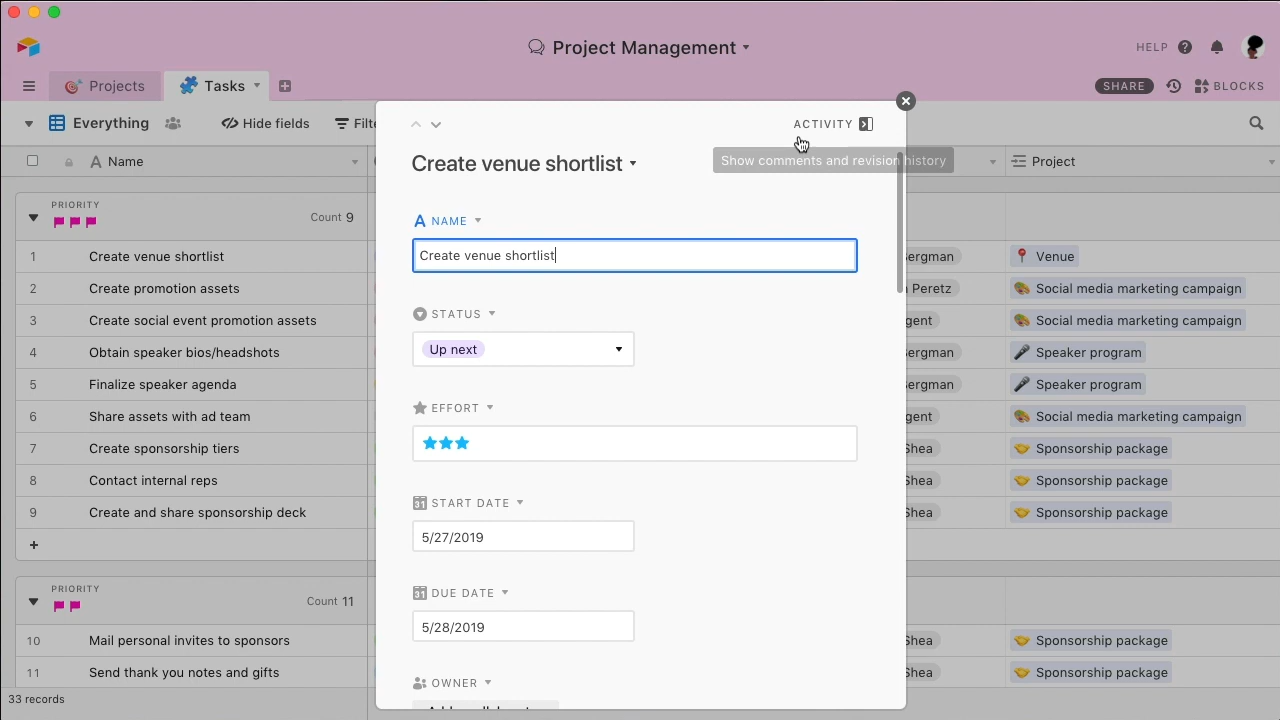 Project Management
HELP
Projects
Tasks
SHARE
BLOCKS
Everything
Hide fields
Filte
ACTIVITY
Show comments and revision history
Name
Project
Create venue shortlist
NAME
Create venue shortlist
STATUS
Up next
EFFORT
31 START DATE
5/27/2019
31 DUE DATE
5/28/2019
OWNER
PRIORITY
Count 9
1 Create venue shortlist ergman Venue
2 Create promotion assets Peretz Social media marketing campaign
3 Create social event promotion assets gent Social media marketing campaign
4 Obtain speaker bios/headshots ergman Speaker program
5 Finalize speaker agenda ergman Speaker program
6 Share assets with ad team gent Social media marketing campaign
7 Create sponsorship tiers Shea Sponsorship package
8 Contact internal reps Shea Sponsorship package
9 Create and share sponsorship deck Shea Sponsorship package
PRIORITY
Count 11
10 Mail personal invites to sponsors Shea Sponsorship package
11 Send thank you notes and gifts Shea Sponsorship package
33 records